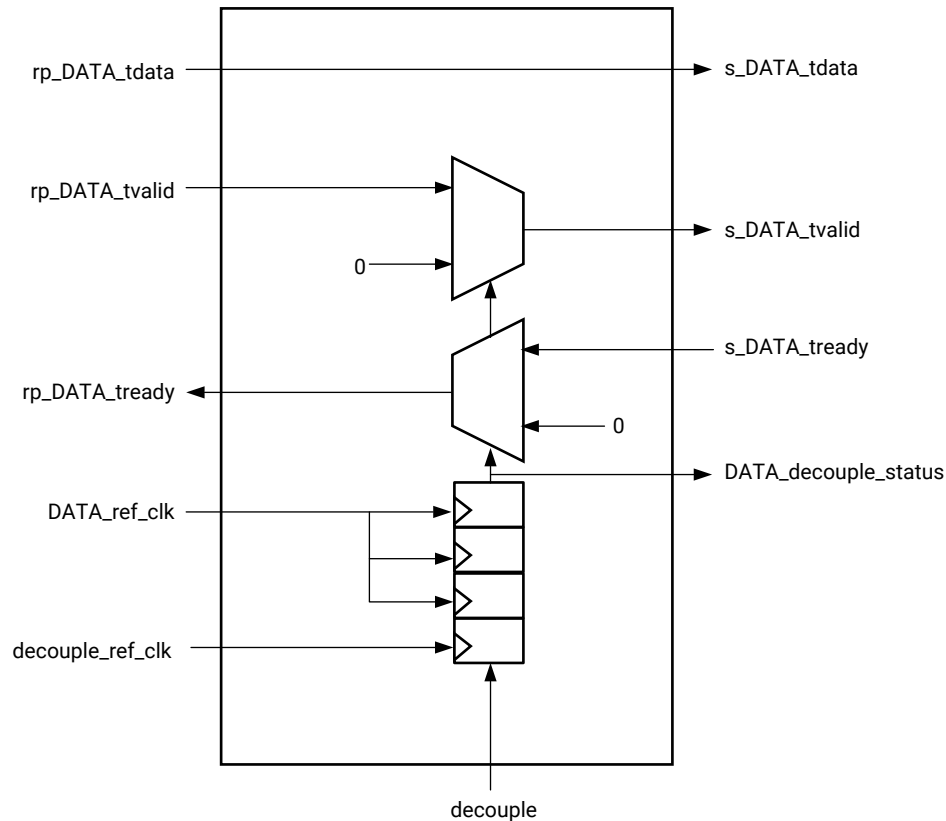 rp_DATA_tdata
s_DATA_tdata
rp_DATA_tvalid
s_DATA_tvalid
0
s_DATA_tready
rp_DATA_tready
0
DATA_decouple_status
DATA_ref_clk
decouple_ref_clk
decouple